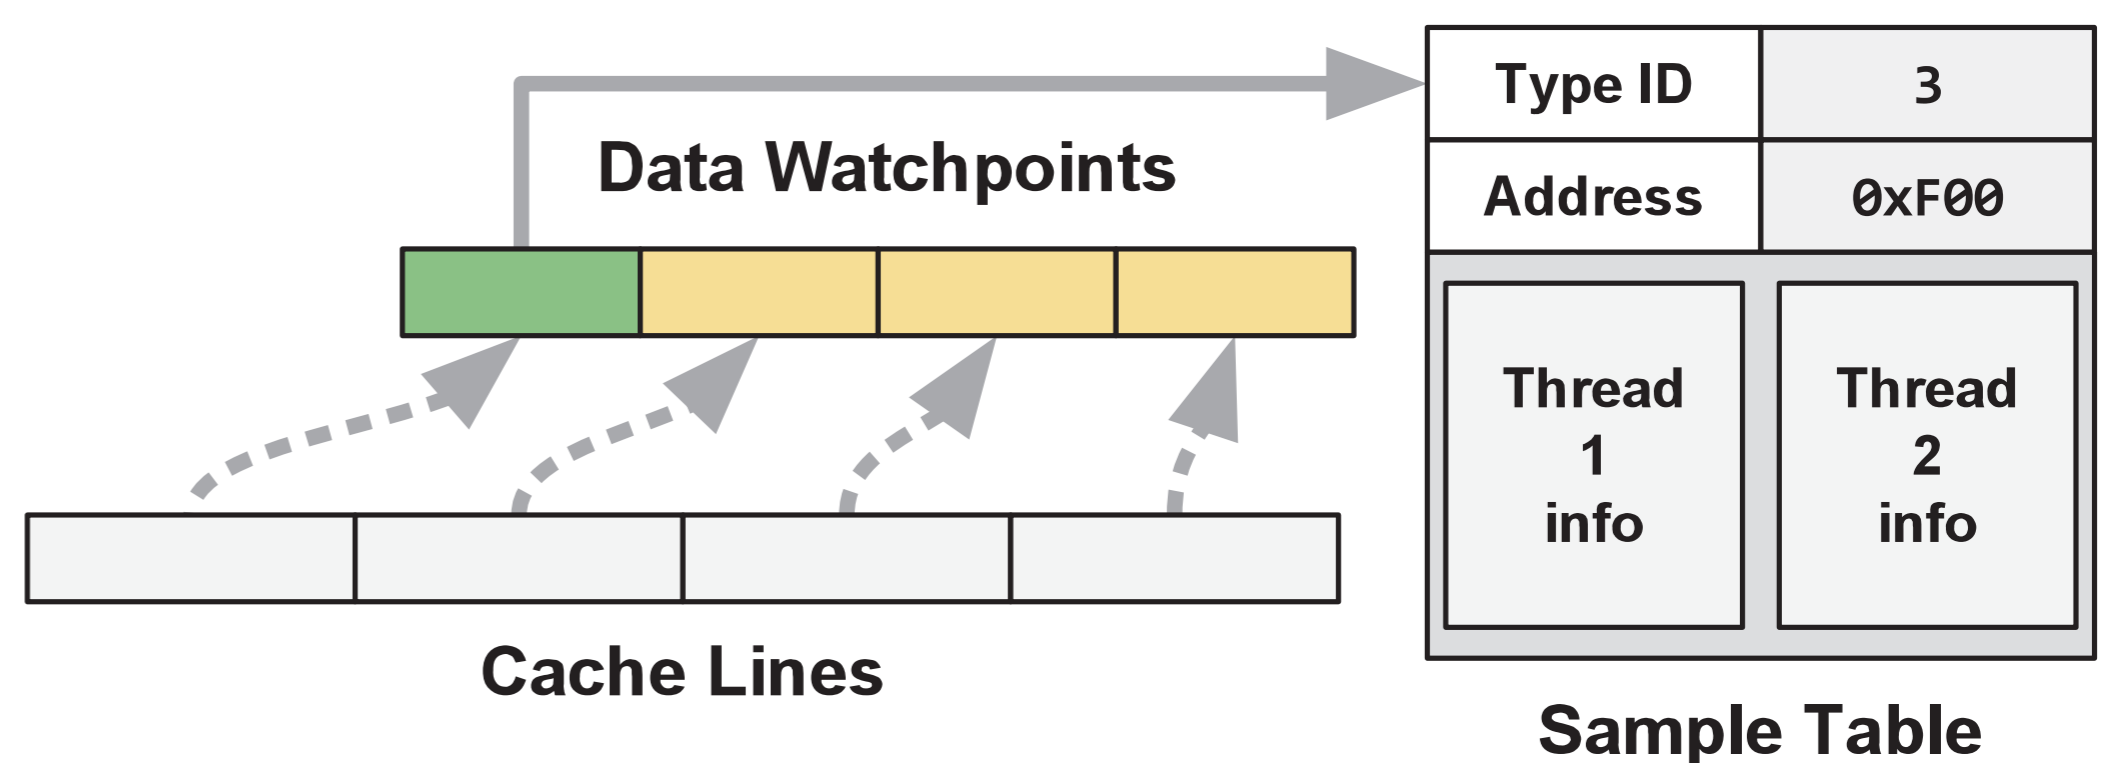 Data Watchpoints
Cache Lines
Type ID 3
Address 0xF00
Thread
1
info
Thread
2
info
Sample Table